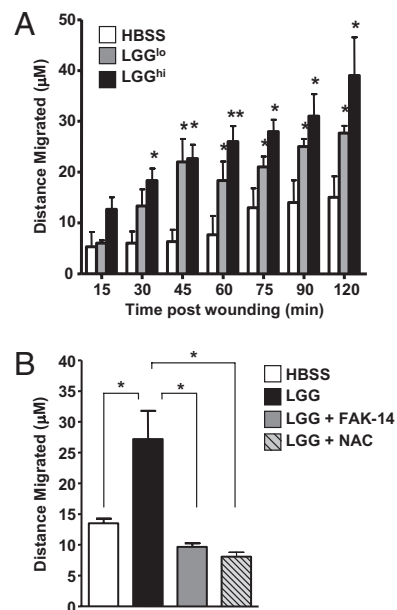 A
HBSS
LGGlo
LGGhi
Distance Migrated (μM)
50
40
30
20
10
0
* * * * ** * * * * * *
15 30 45 60 75 90 120
Time post wounding (min)
B
HBSS
LGG
LGG + FAK-14
LGG + NAC
Distance Migrated (μM)
40
35
30
25
20
15
10
5
0
* * *